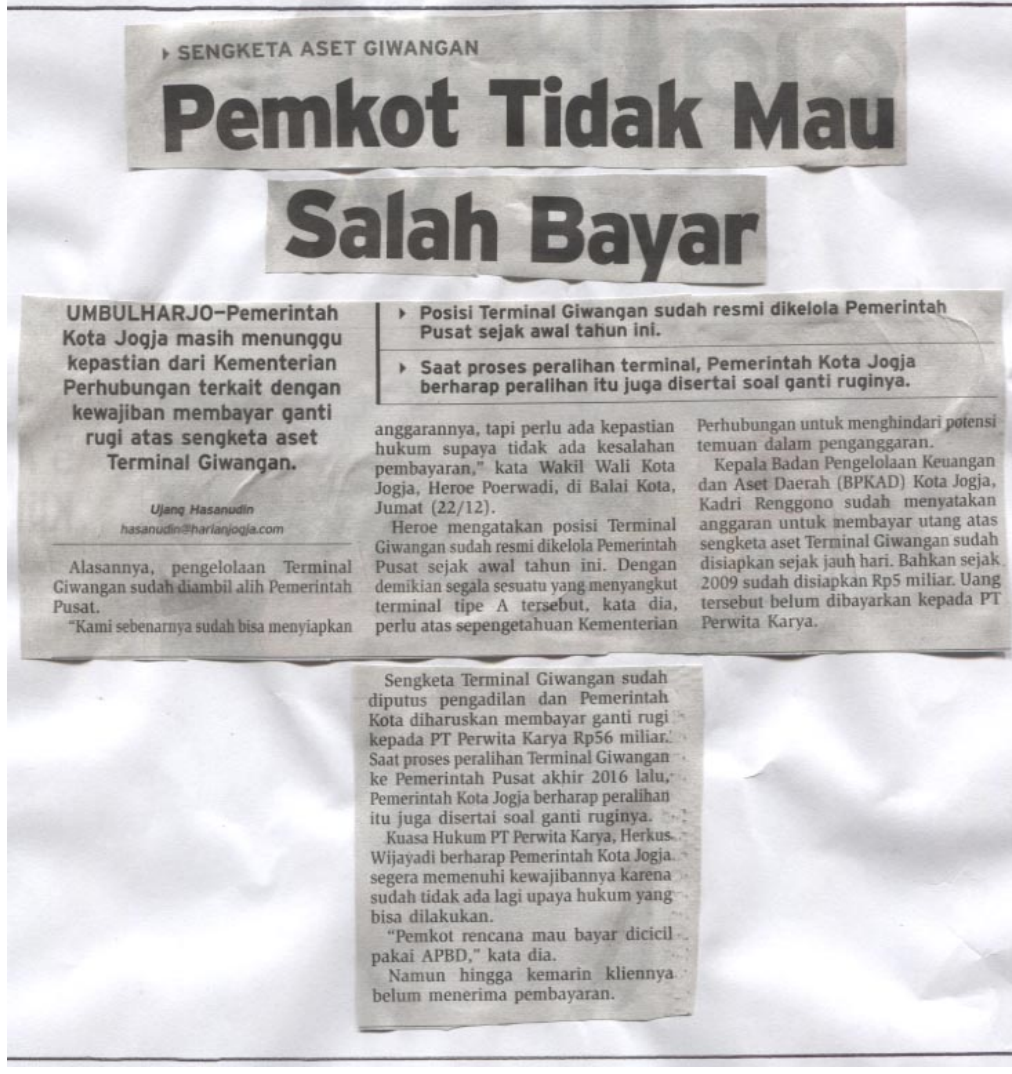 SENGKETA ASET GIWANGAN
Pemkot Tidak Mau
Salah Bayar
UMBULHARJO–Pemerintah
Kota Jogja masih menunggu
kepastian dari Kementerian
Perhubungan terkait dengan
kewajiban membayar ganti
rugi atas sengketa aset
Terminal Giwangan.
Ujang Hasanudin
hasanudin@harianjogja.com
Posisi Terminal Giwangan sudah resmi dikelola Pemerintah
Pusat sejak awal tahun ini.
Saat proses peralihan terminal, Pemerintah Kota Jogja
berharap peralihan itu juga disertai soal ganti ruginya.
Alasannya, pengelolaan Terminal
Giwangan sudah diambil alih Pemerintah
Pusat.
“Kami sebenarnya sudah bisa menyiapkan
anggarannya, tapi perlu ada kepastian
hukum supaya tidak ada kesalahan
pembayaran,” kata Wakil Wali Kota
Jogja, Heroe Poerwadi, di Balai Kota,
Jumat (22/12).
Heroe mengatakan posisi Terminal
Giwangan sudah resmi dikelola Pemerintah
Pusat sejak awal tahun ini. Dengan
demikian segala sesuatu yang menyangkut
terminal tipe A tersebut, kata dia,
perlu atas sepengetahuan Kementerian
Perhubungan untuk menghindari potensi
temuan dalam penganggaran.
Kepala Badan Pengelolaan Keuangan
dan Aset Daerah (BPKAD) Kota Jogja,
Kadri Renggono sudah menyatakan
anggaran untuk membayar utang atas
sengketa aset Terminal Giwangan sudah
disiapkan sejak jauh hari. Bahkan sejak
2009 sudah disiapkan Rp5 miliar. Uang
tersebut belum dibayarkan kepada PT
Perwita Karya.
Sengketa Terminal Giwangan sudah
diputus pengadilan dan Pemerintah
Kota diharuskan membayar ganti rugi
kepada PT Perwita Karya Rp56 miliar.
Saat proses peralihan Terminal Giwangan
ke Pemerintah Pusat akhir 2016 lalu,
Pemerintah Kota Jogja berharap peralihan
itu juga disertai soal ganti ruginya.
Kuasa Hukum PT Perwita Karya, Herkus
Wijayadi berharap Pemerintah Kota Jogja
segera memenuhi kewajibannya karena
sudah tidak ada lagi upaya hukum yang
bisa dilakukan.
“Pemkot rencana mau bayar dicicil
pakai APBD,” kata dia.
Namun hingga kemarin kliennya
belum menerima pembayaran.